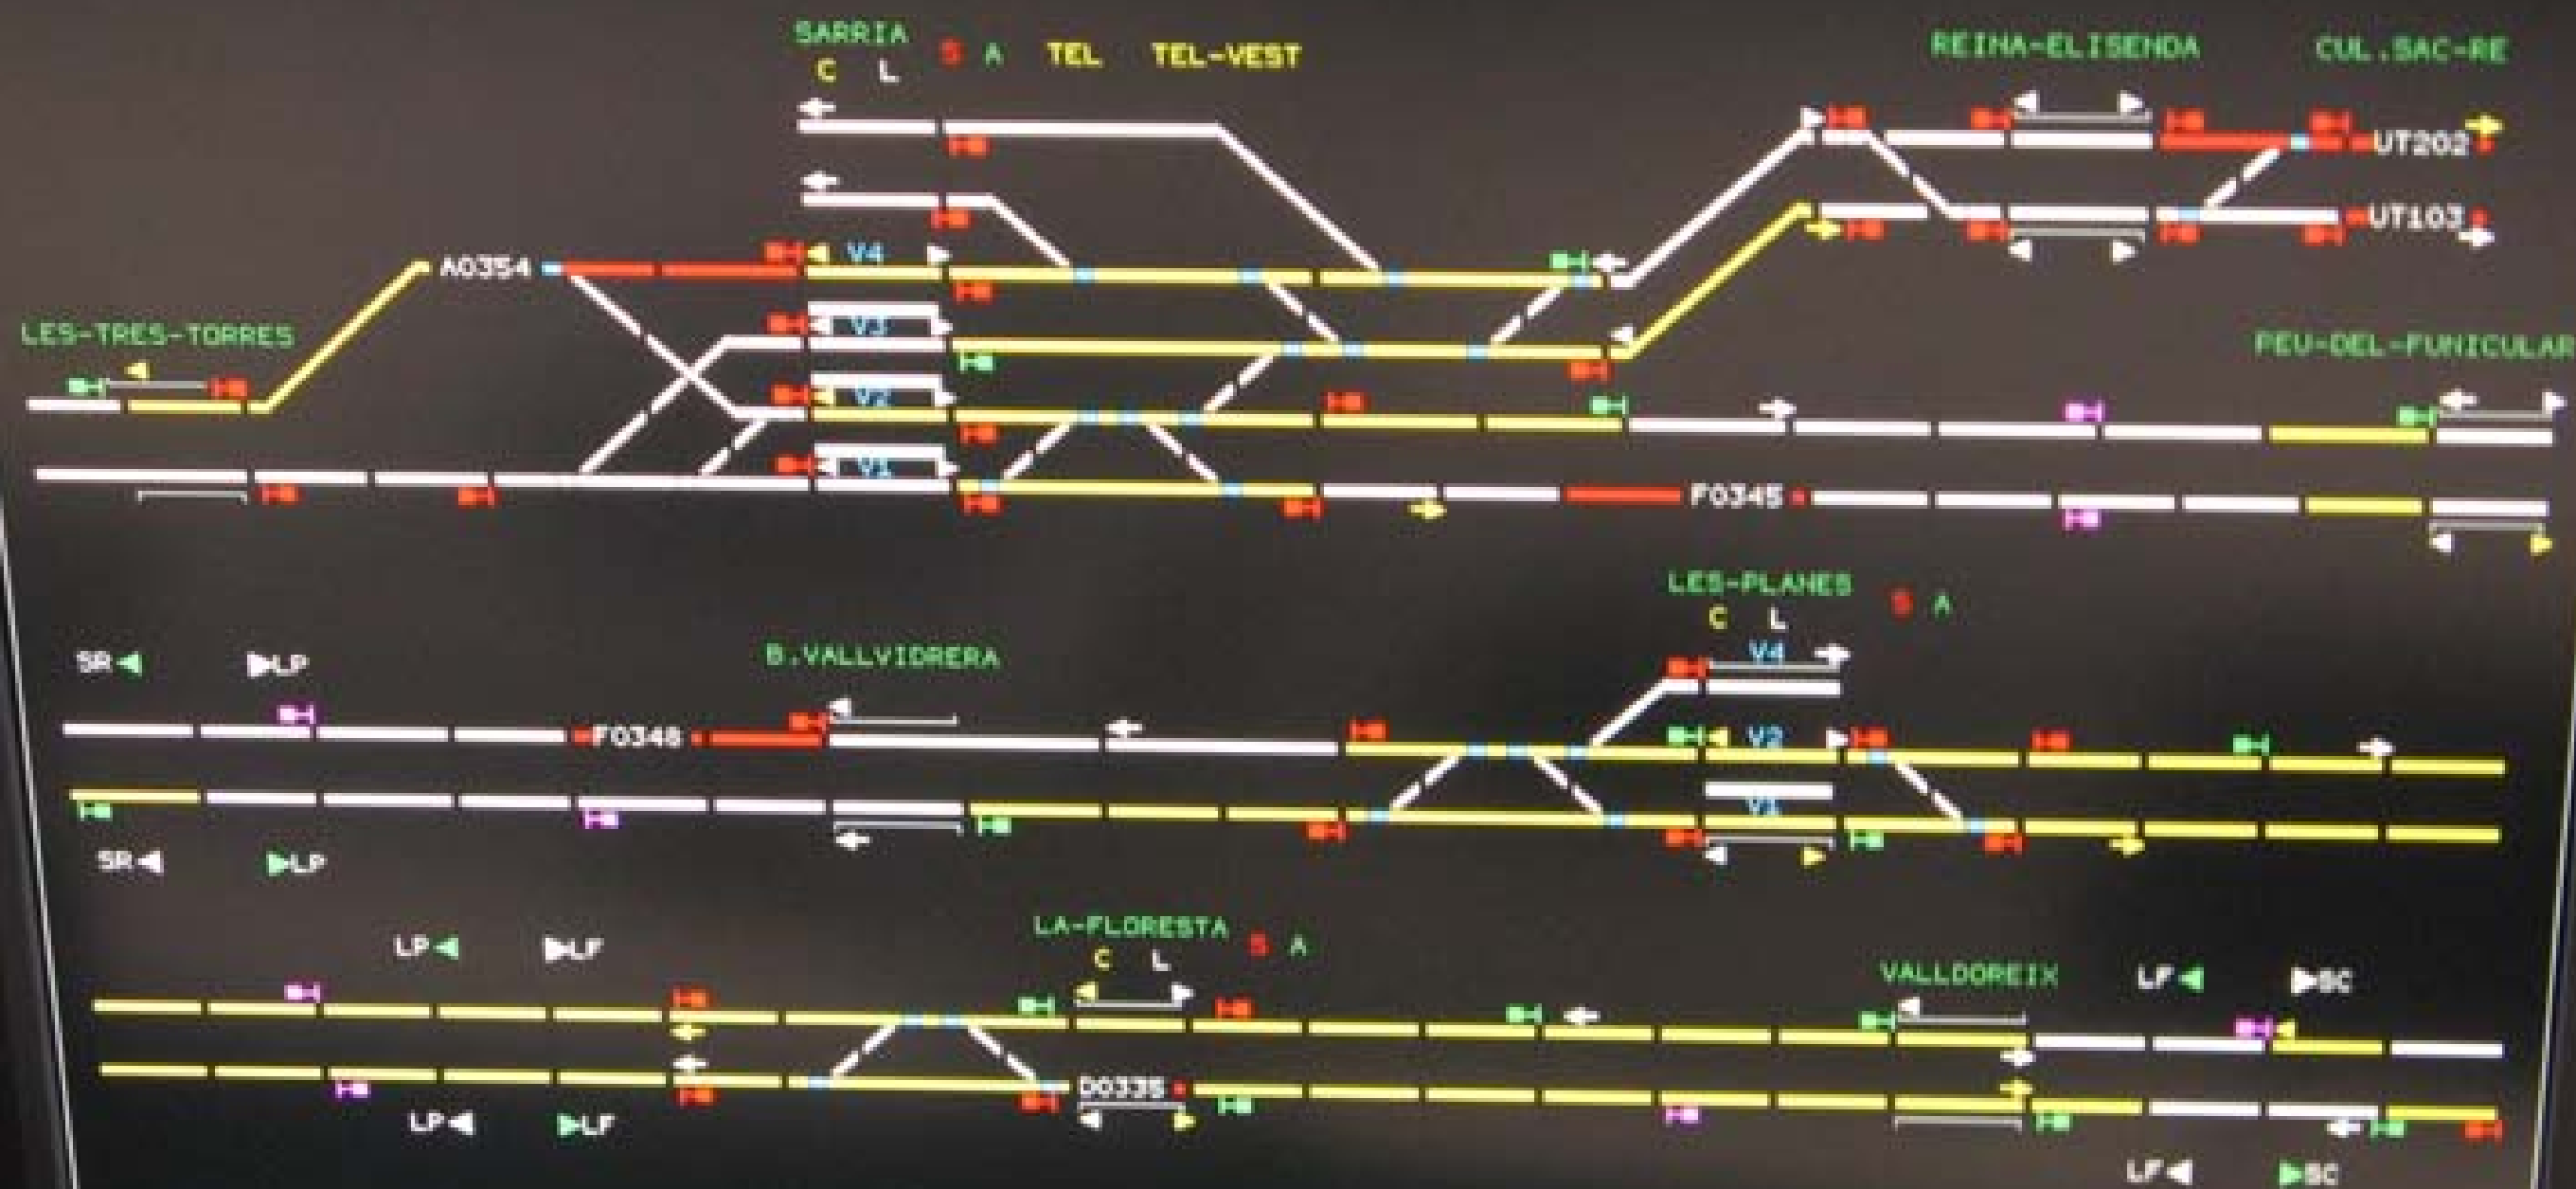 SARRIA
C L S A TEL TEL-VEST
REINA-ELISENDA
CUL.SAC-RE
UT202
UT103
V4
A0354
V3
LES-TRES-TORRES
PEU-DEL-FUNICULAR
V2
V1
F0345
LES-PLANES
C L S A
V4
SR LP
B.VALLVIDRERA
F0348
V2
V1
SR LP
LA-FLORESTA
C L S A
LP LF
VALLDOREIX
LF SC
D0335
LP LF
LF SC